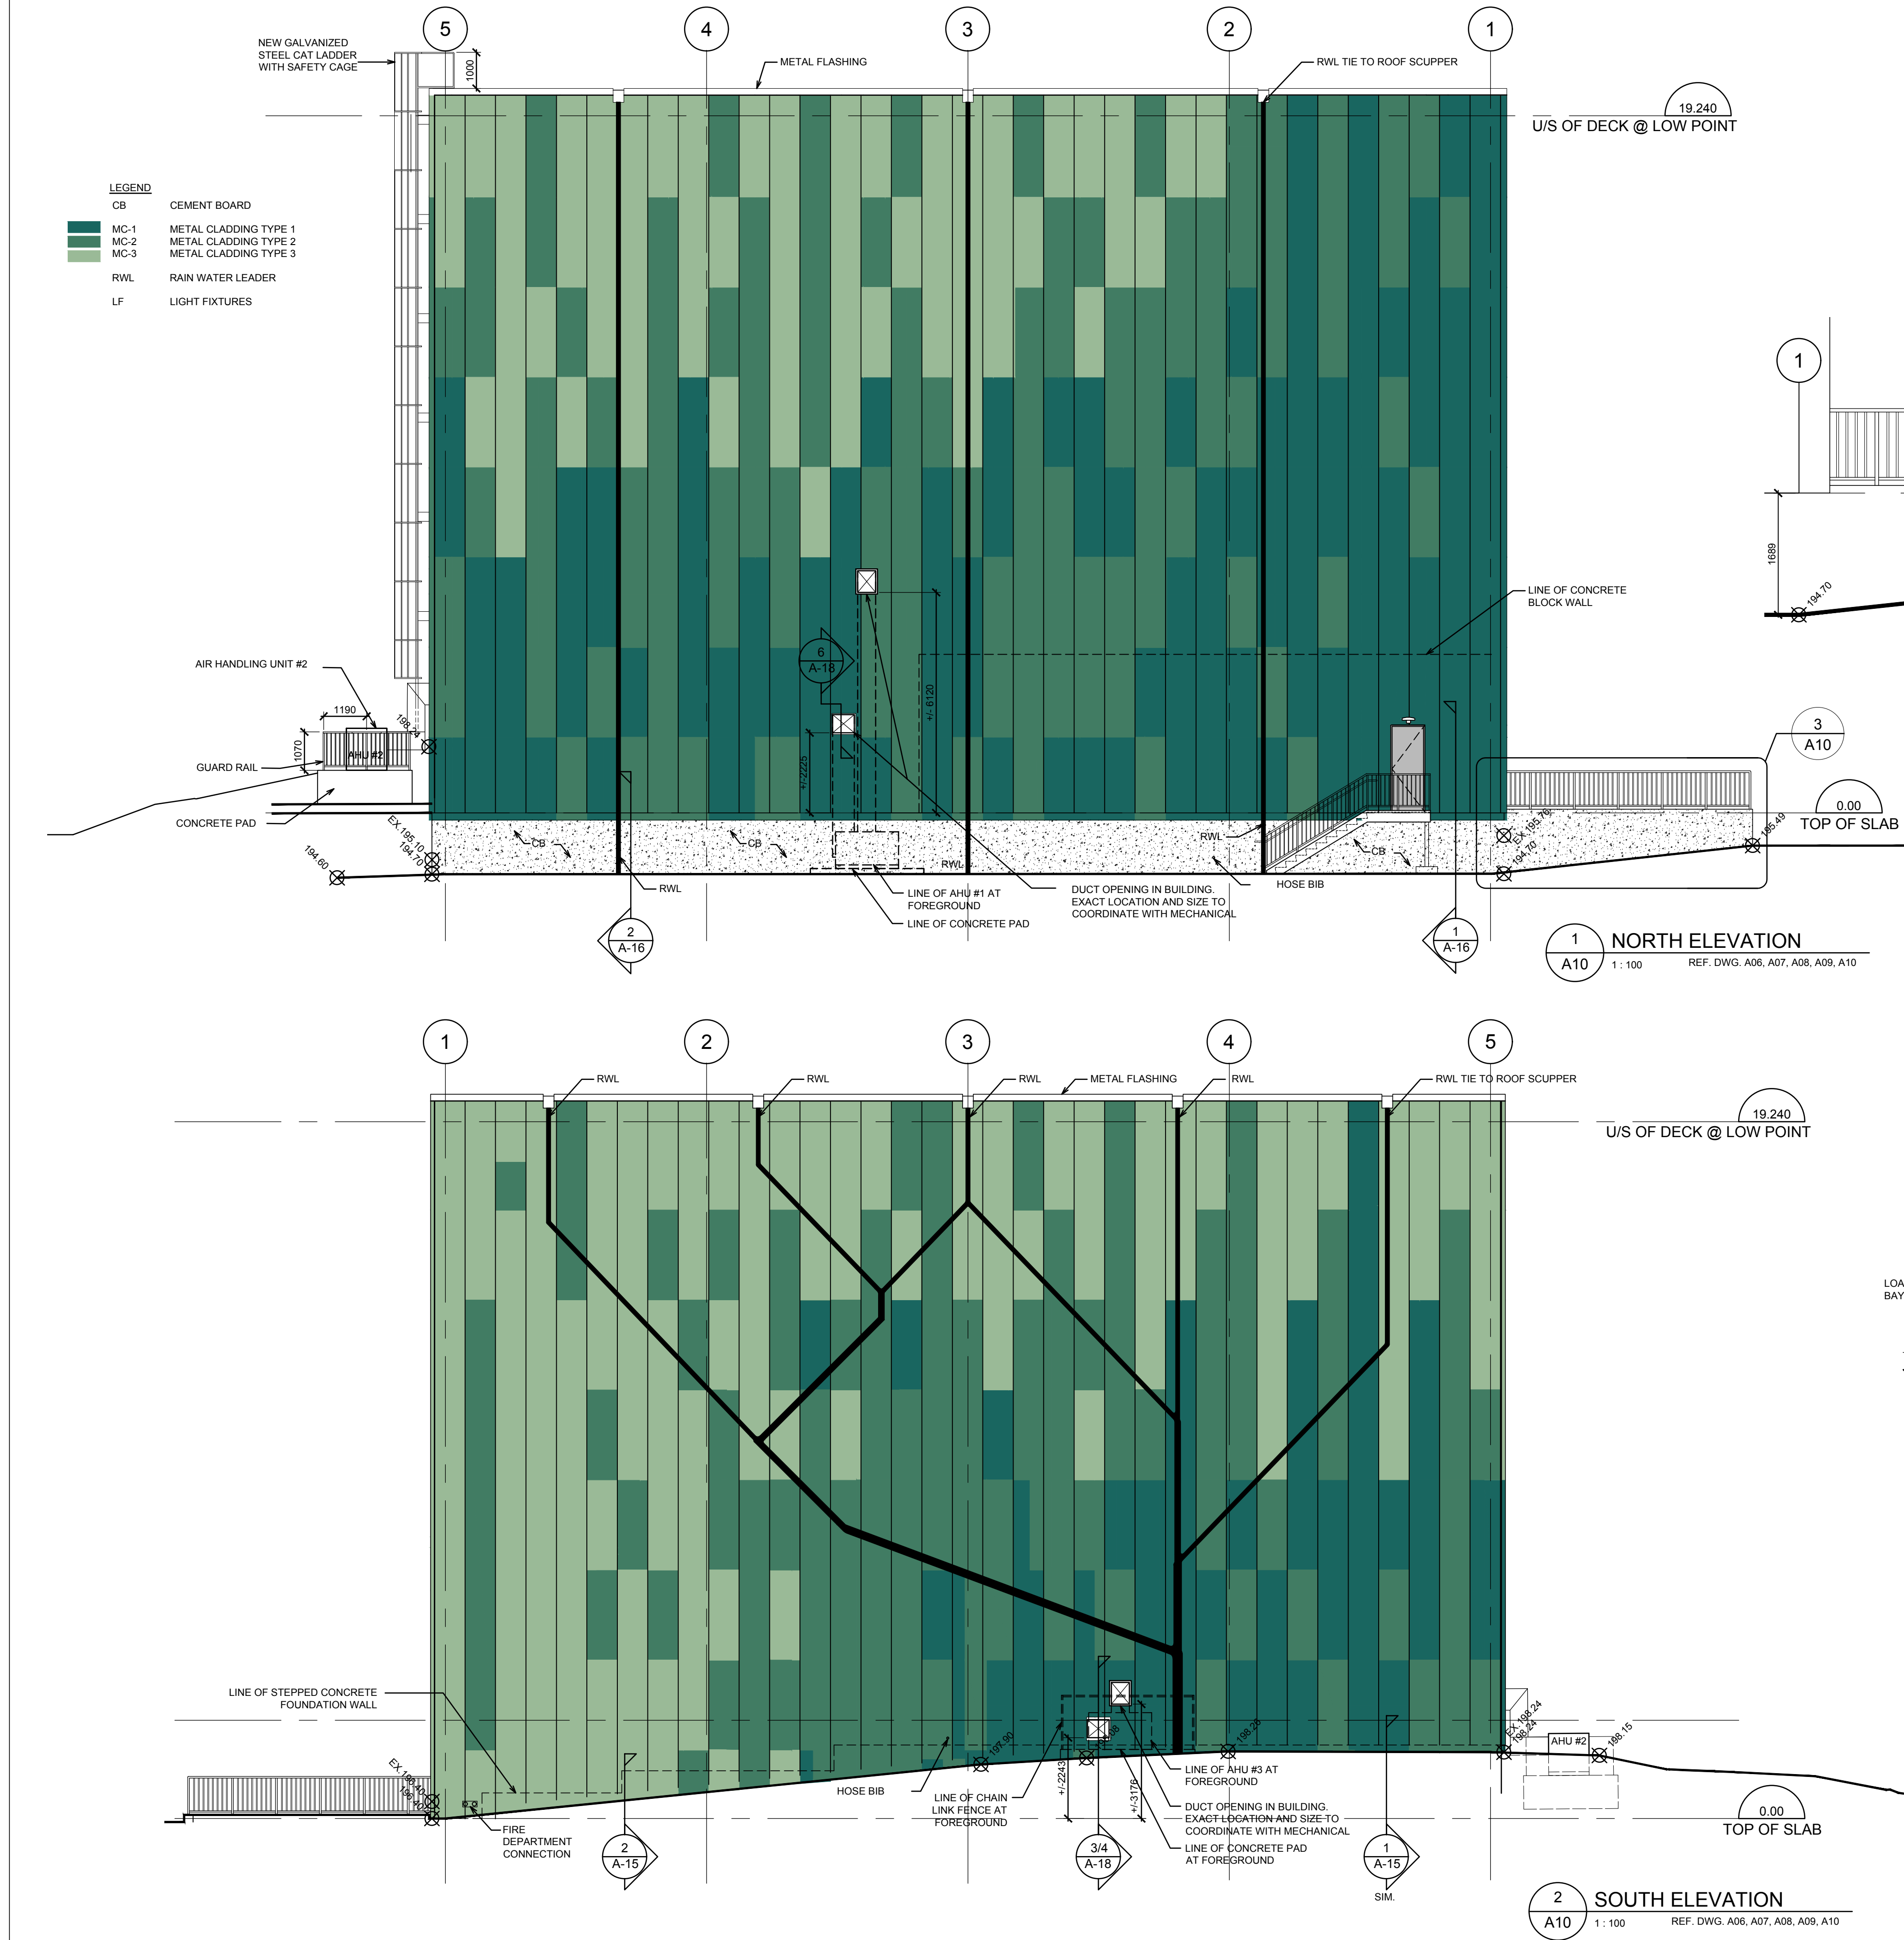 5
4
3
2
1
NEW GALVANIZED
STEEL CAT LADDER
WITH SAFETY CAGE
1000
METAL FLASHING
RWL TIE TO ROOF SCUPPER
19.240
U/S OF DECK @ LOW POINT
LEGEND
CB CEMENT BOARD
MC-1 METAL CLADDING TYPE 1
MC-2 METAL CLADDING TYPE 2
MC-3 METAL CLADDING TYPE 3
RWL RAIN WATER LEADER
LF LIGHT FIXTURES
1
1689
194.70
LINE OF CONCRETE
BLOCK WALL
6
A-18
+/- 6120
AIR HANDLING UNIT #2
1190
198.24
1070
AHU #2
GUARD RAIL
+/-2225
3
A10
0.00
TOP OF SLAB
CONCRETE PAD
EX.195.10
194.70
194.60
CB
CB
RWL
RWL
CB
EX.195.76
194.70
195.49
RWL
LINE OF AHU #1 AT
FOREGROUND
LINE OF CONCRETE PAD
DUCT OPENING IN BUILDING.
EXACT LOCATION AND SIZE TO
COORDINATE WITH MECHANICAL
HOSE BIB
2
A-16
1
A-16
1
A10
NORTH ELEVATION
1 : 100 REF. DWG. A06, A07, A08, A09, A10
1
2
3
4
5
RWL
RWL
RWL
METAL FLASHING
RWL
RWL TIE TO ROOF SCUPPER
19.240
U/S OF DECK @ LOW POINT
LOA
BAY
LINE OF STEPPED CONCRETE
FOUNDATION WALL
EX.196.40
196.40
HOSE BIB
197.90
198.08
198.26
EX.198.24
198.24
AHU #2
198.15
+/-2243
+/-3176
LINE OF AHU #3 AT
FOREGROUND
LINE OF CHAIN
LINK FENCE AT
FOREGROUND
DUCT OPENING IN BUILDING.
EXACT LOCATION AND SIZE TO
COORDINATE WITH MECHANICAL
LINE OF CONCRETE PAD
AT FOREGROUND
FIRE
DEPARTMENT
CONNECTION
0.00
TOP OF SLAB
2
A-15
3/4
A-18
1
A-15
SIM.
2
A10
SOUTH ELEVATION
1 : 100 REF. DWG. A06, A07, A08, A09, A10